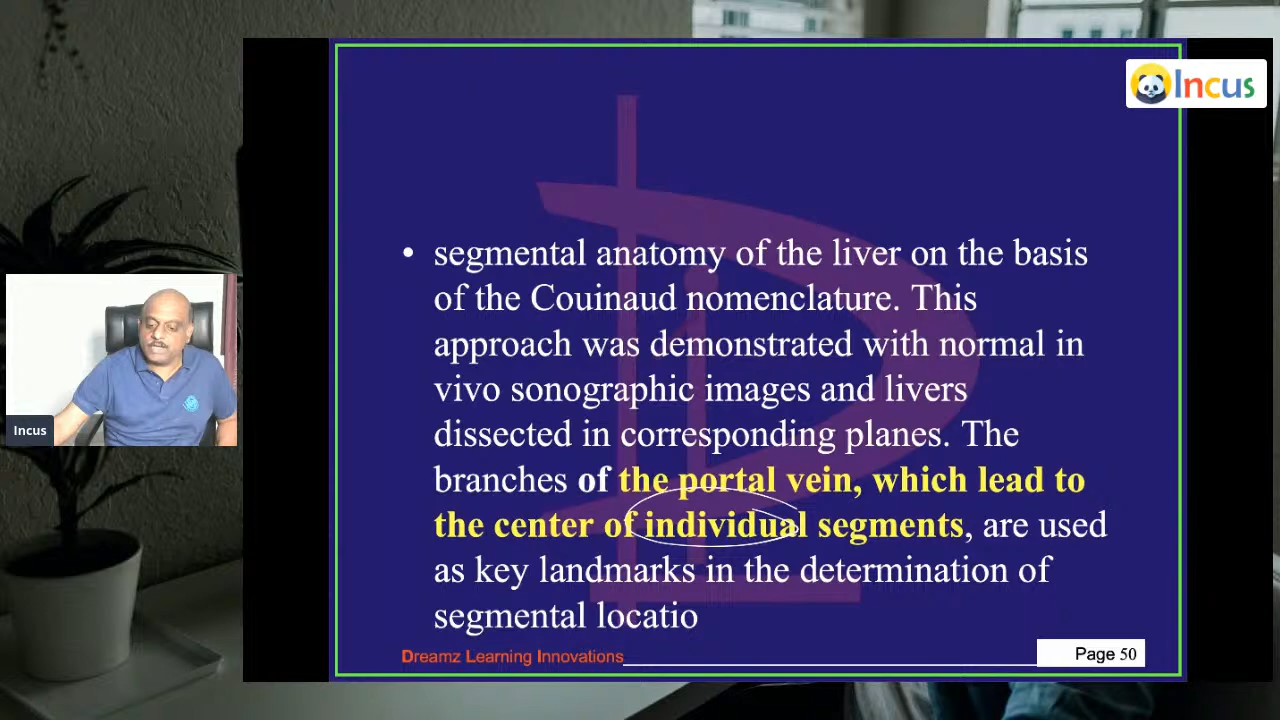 Incus
• segmental anatomy of the liver on the basis
of the Couinaud nomenclature. This
approach was demonstrated with normal in
vivo sonographic images and livers
dissected in corresponding planes. The
branches of the portal vein, which lead to
the center of individual segments, are used
as key landmarks in the determination of
segmental locatio
Incus
Dreamz Learning Innovations
Page 50